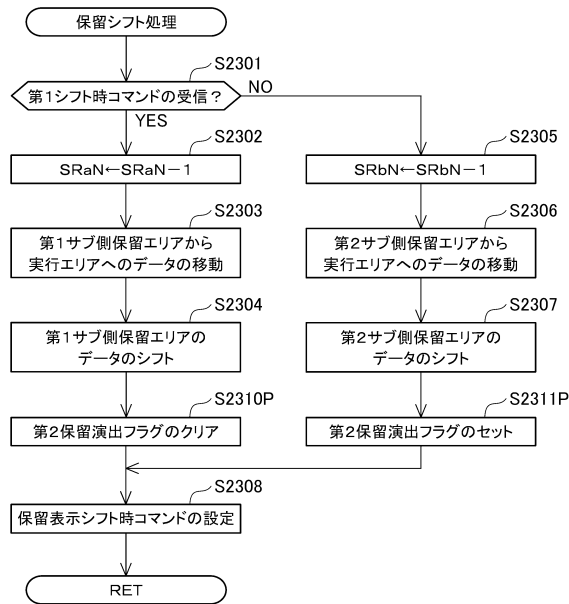 保留シフト処理
S2301
第1シフト時コマンドの受信？
NO
YES
S2302
SRaN←SRaN－1
S2303
第1サブ側保留エリアから
実行エリアへのデータの移動
S2304
第1サブ側保留エリアの
データのシフト
S2310P
第2保留演出フラグのクリア
S2305
SRbN←SRbN－1
S2306
第2サブ側保留エリアから
実行エリアへのデータの移動
S2307
第2サブ側保留エリアの
データのシフト
S2311P
第2保留演出フラグのセット
S2308
保留表示シフト時コマンドの設定
RET